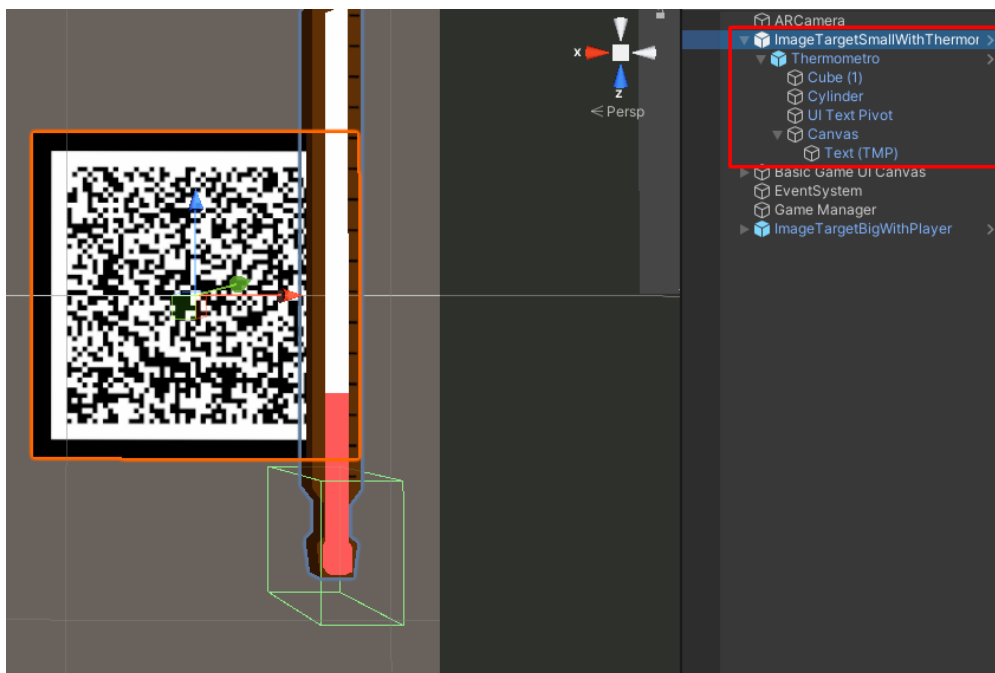 x
z
Persp
ARCamera
ImageTargetSmallWithThermor
Thermometro
Cube (1)
Cylinder
UI Text Pivot
Canvas
Text (TMP)
Basic Game UI Canvas
EventSystem
Game Manager
ImageTargetBigWithPlayer